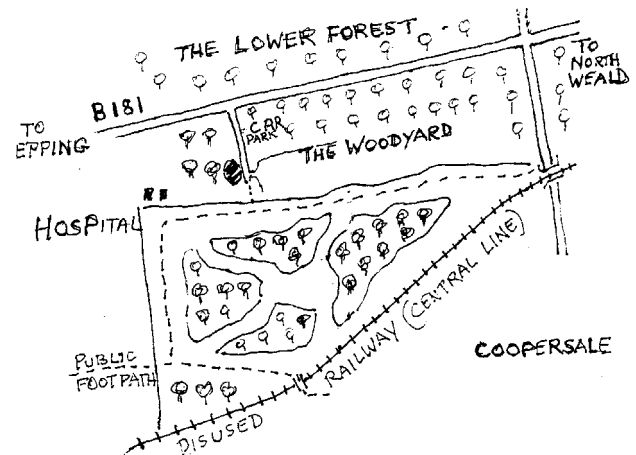 THE LOWER FOREST
TO
NORTH
WEALD
B181
TO
EPPING
CAR
PARK
THE WOODYARD
HOSPITAL
RAILWAY (CENTRAL LINE)
COOPERSALE
PUBLIC
FOOTPATH
DISUSED